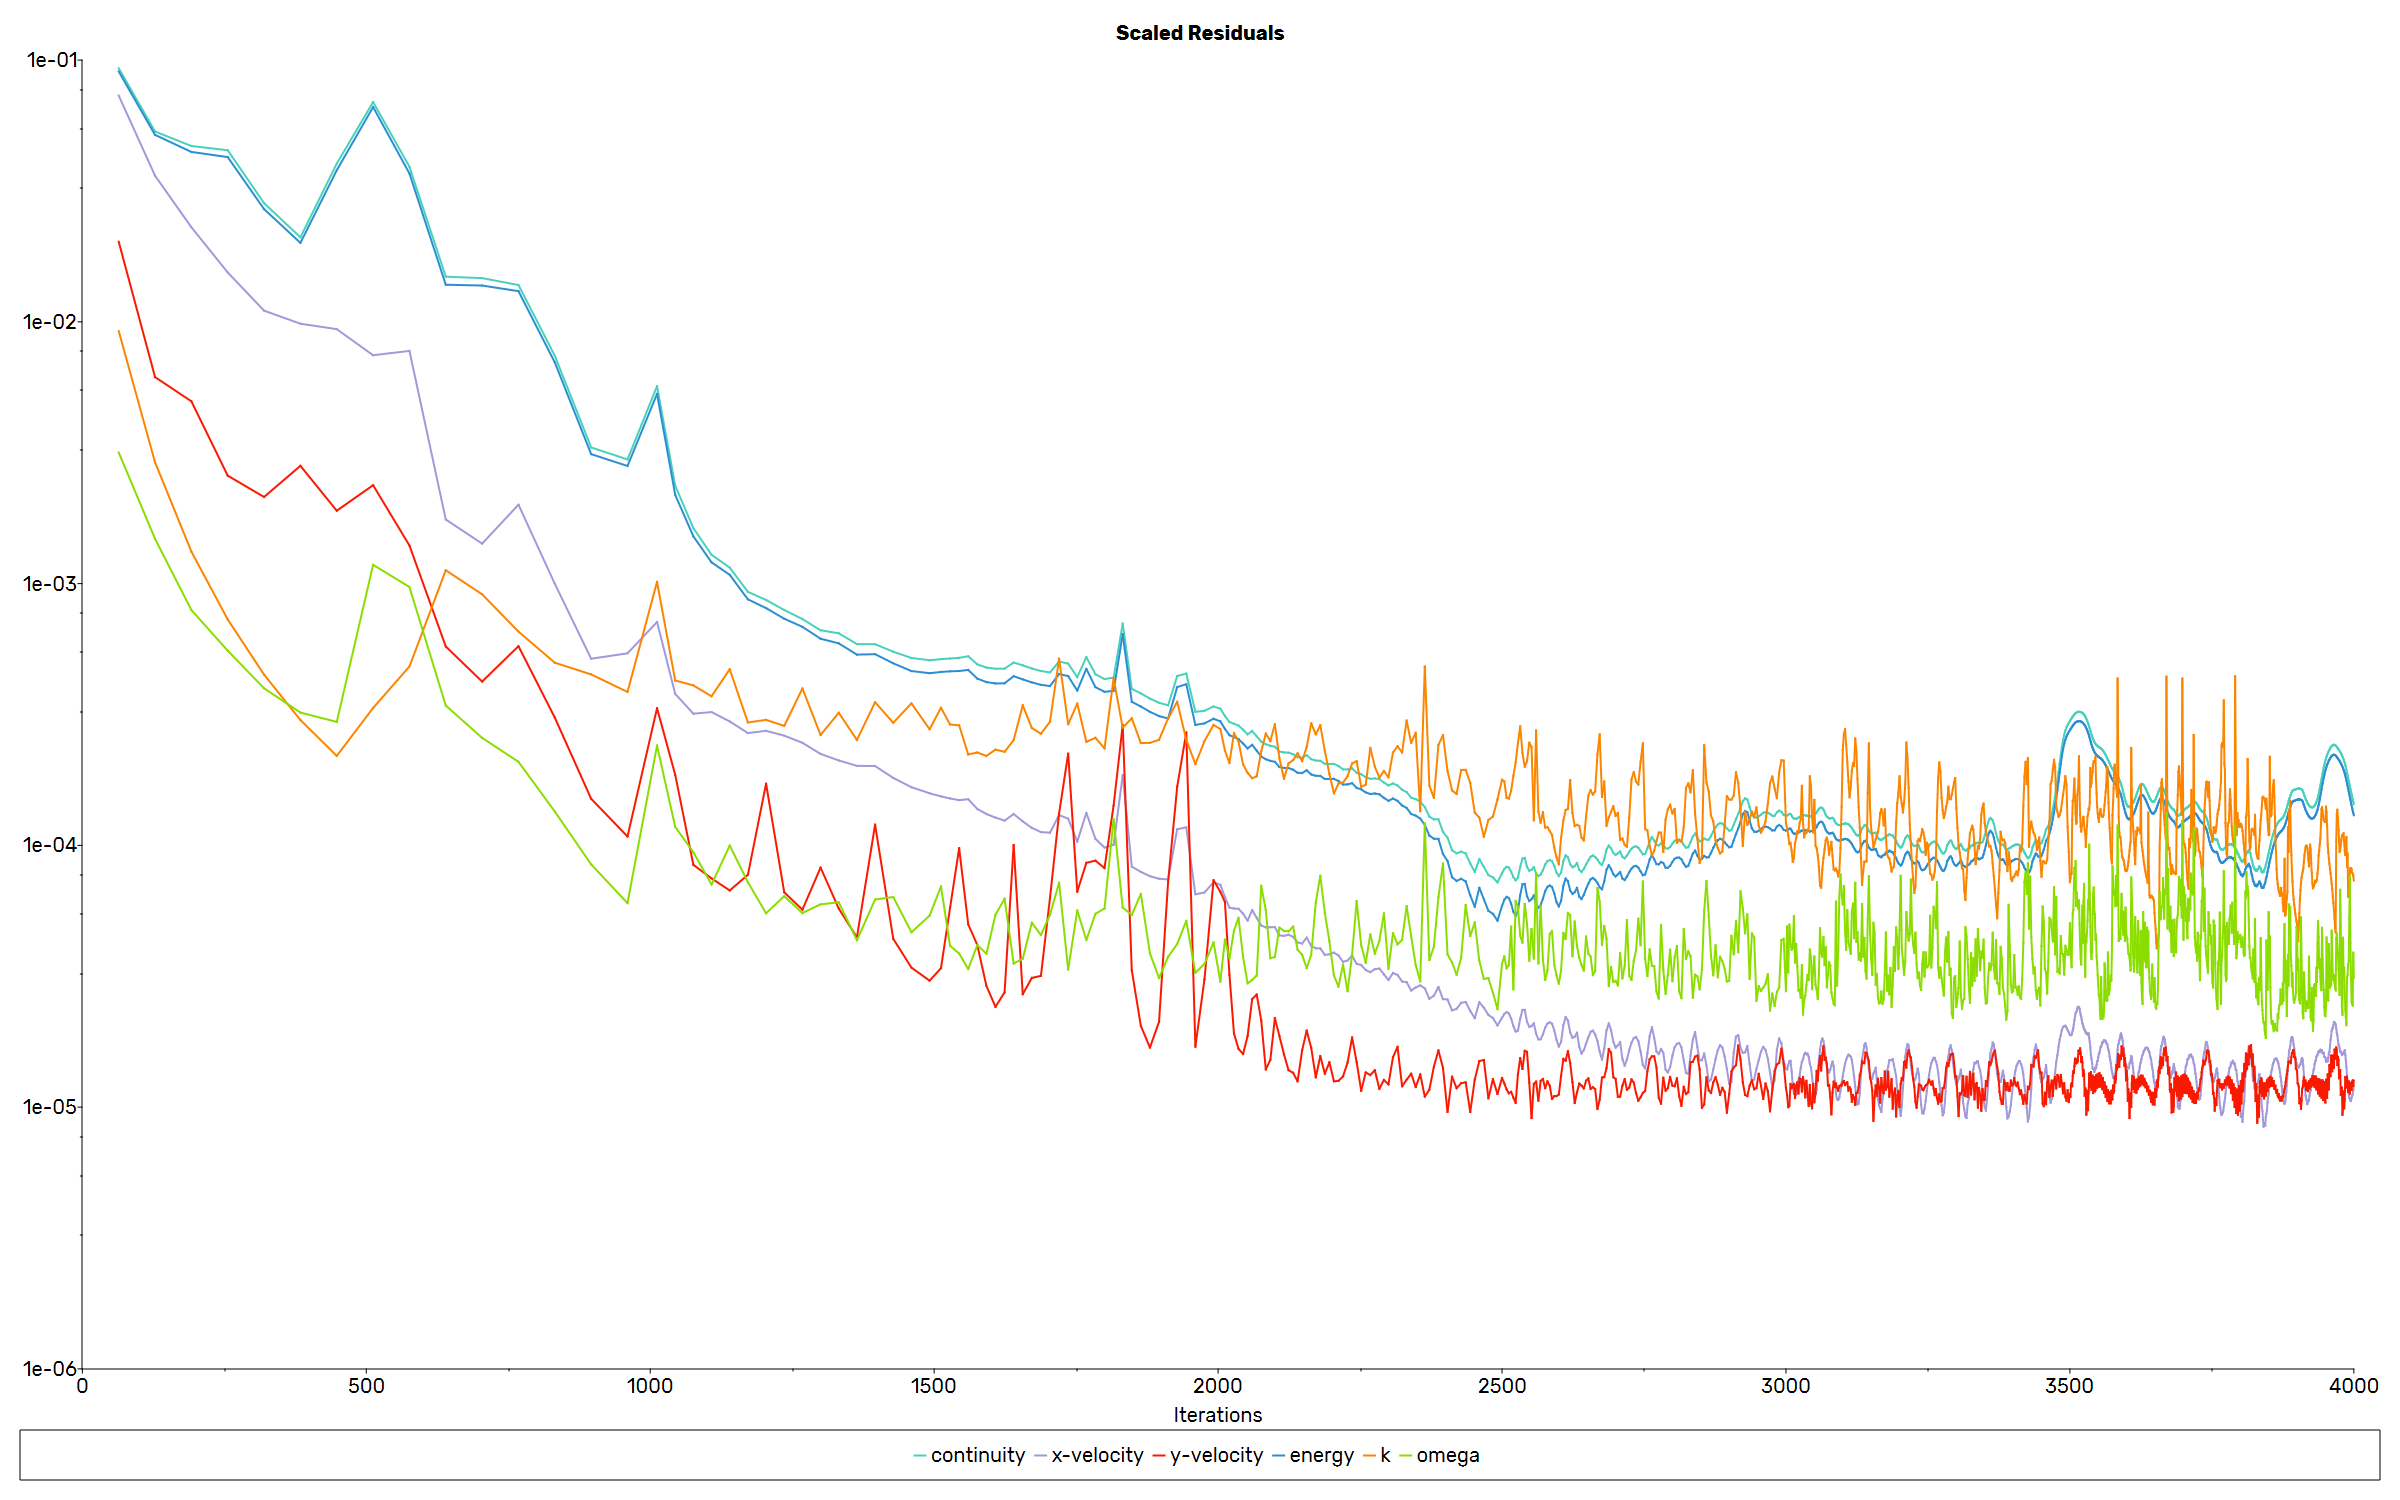 Scaled Residuals
1e-01
1e-02
1e-03
1e-04
1e-05
1e-06
0 500 1000 1500 2000 2500 3000 3500 4000
Iterations
continuity x-velocity y-velocity energy k omega